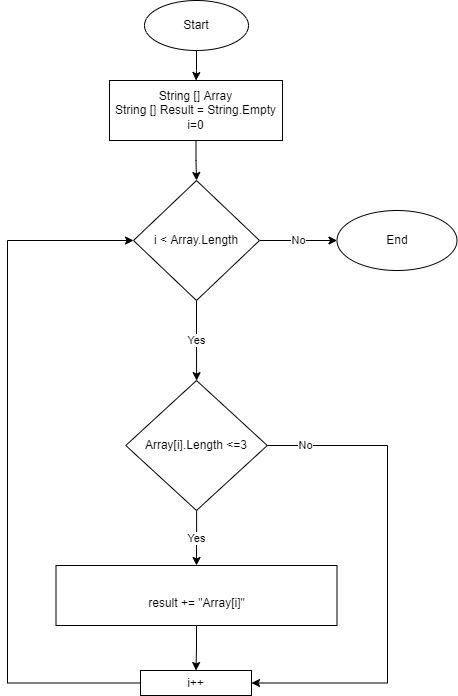 Start
String [] Array
String [] Result = String.Empty
i=0
i < Array.Length
No
End
Yes
Array[i].Length <=3
No
Yes
result += "Array[i]"
i++